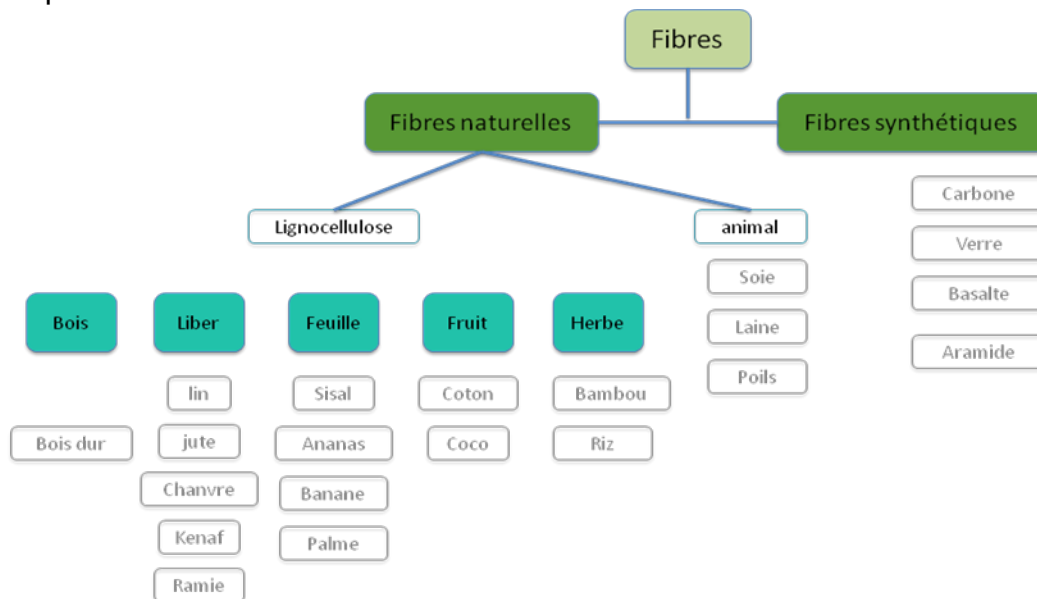 Fibres
Fibres naturelles
Fibres synthétiques
Lignocellulose
animal
Carbone
Verre
Basalte
Aramide
Soie
Laine
Poils
Bois
Liber
Feuille
Fruit
Herbe
Bois dur
lin
jute
Chanvre
Kenaf
Ramie
Sisal
Ananas
Banane
Palme
Coton
Coco
Bambou
Riz